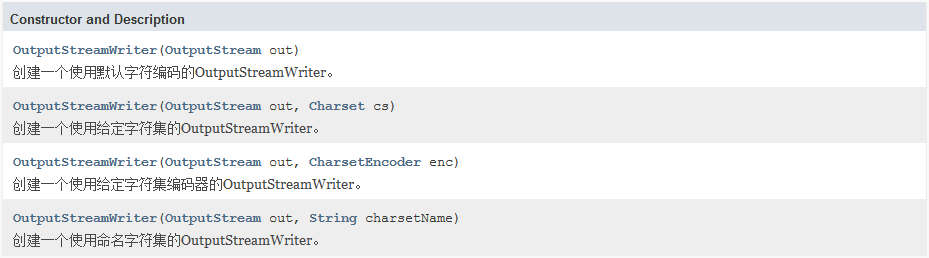 Constructor and Description
OutputStreamWriter(OutputStream out)
创建一个使用默认字符编码的OutputStreamWriter。
OutputStreamWriter(OutputStream out, Charset cs)
创建一个使用给定字符集的OutputStreamWriter。
OutputStreamWriter(OutputStream out, CharsetEncoder enc)
创建一个使用给定字符集编码器的OutputStreamWriter。
OutputStreamWriter(OutputStream out, String charsetName)
创建一个使用命名字符集的OutputStreamWriter。